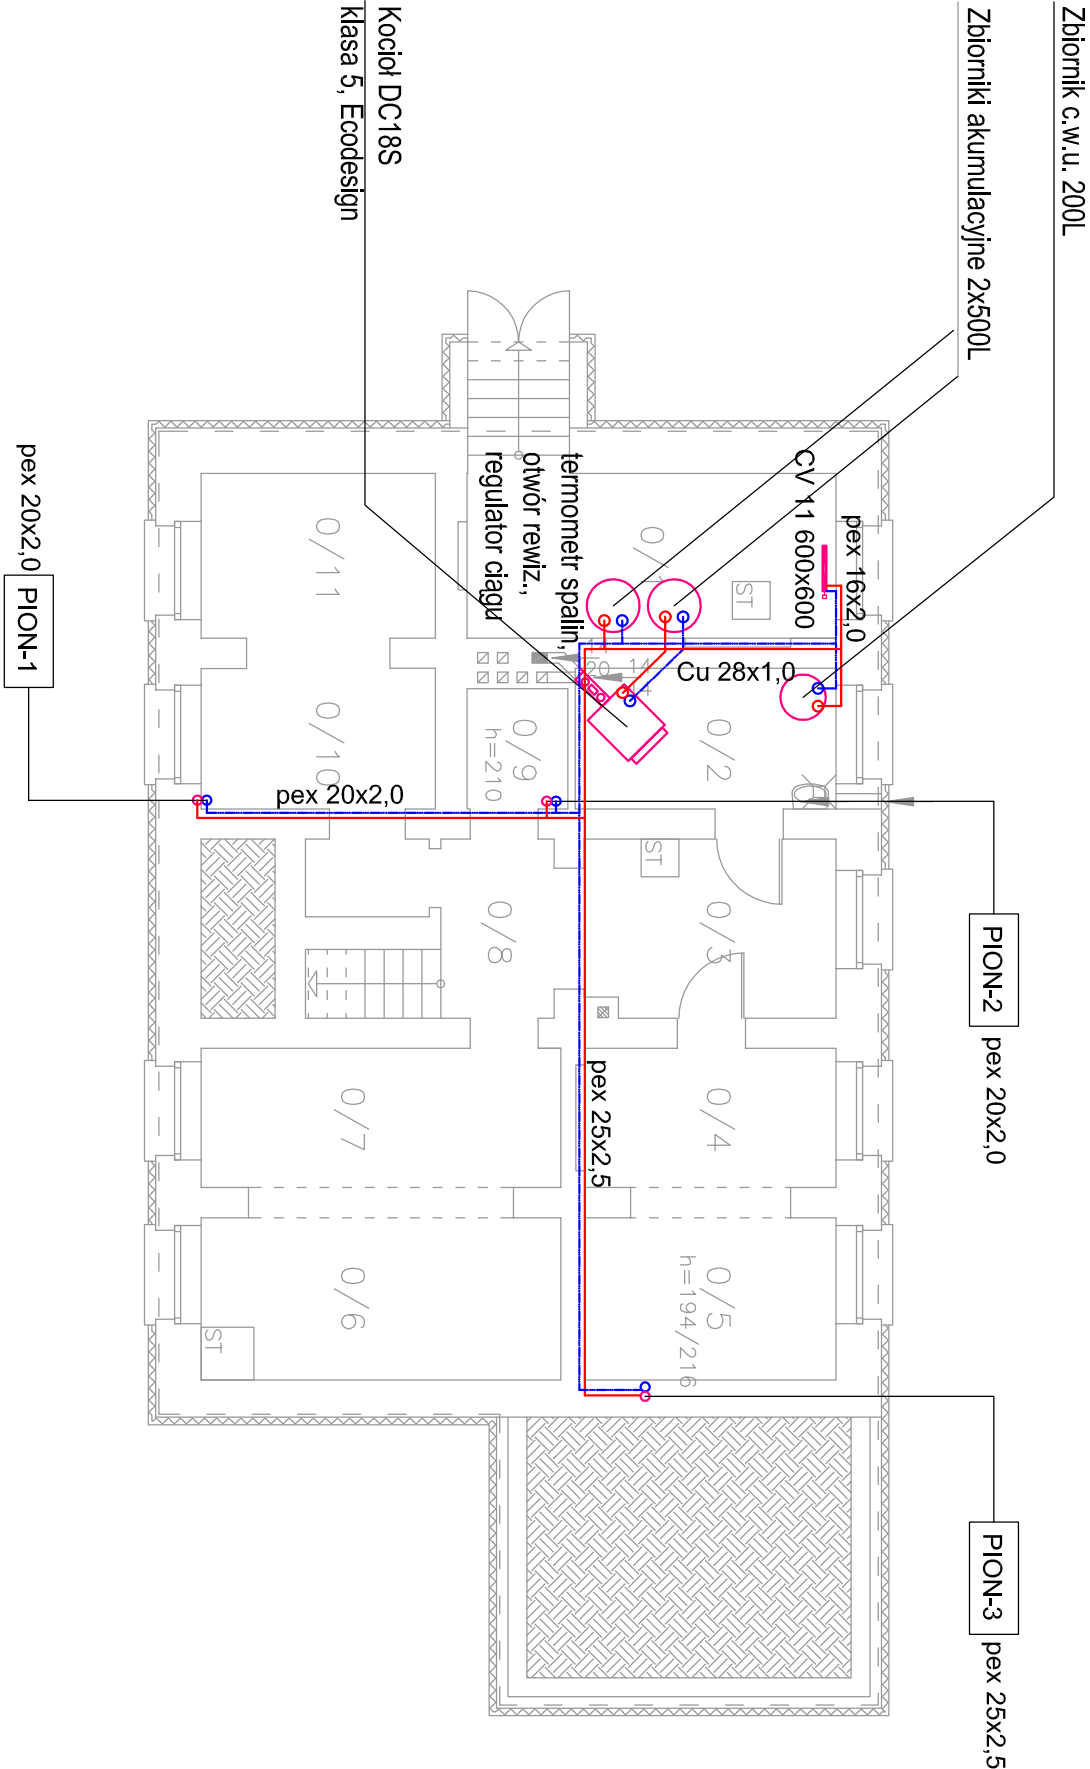 Zbiornik c.w.u. 200L
Zbiorniki akumulacyjne 2x500L
Kocioł DC18S
klasa 5, Ecodesign
CV 11 600x600
pex 16x2,0
termometr spalin,
otwór rewiz.,
regulator ciągu
Cu 28x1,0
ST
0/11
0/10
0/9
h=210
0/2
pex 20x2,0
PION-1
pex 20x2,0
PION-2
pex 20x2,0
ST
0/3
0/8
pex 25x2,5
0/4
0/7
0/5
h=194/216
0/6
ST
PION-3
pex 25x2,5